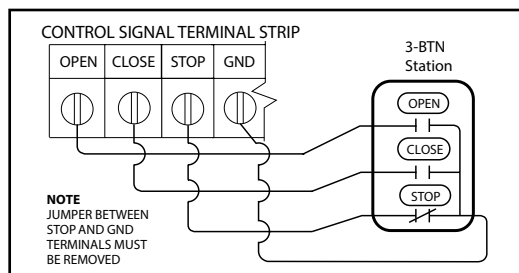 CONTROL SIGNAL TERMINAL STRIP
OPEN CLOSE STOP GND
3-BTN
Station
OPEN
CLOSE
STOP
NOTE
JUMPER BETWEEN
STOP AND GND
TERMINALS MUST
BE REMOVED